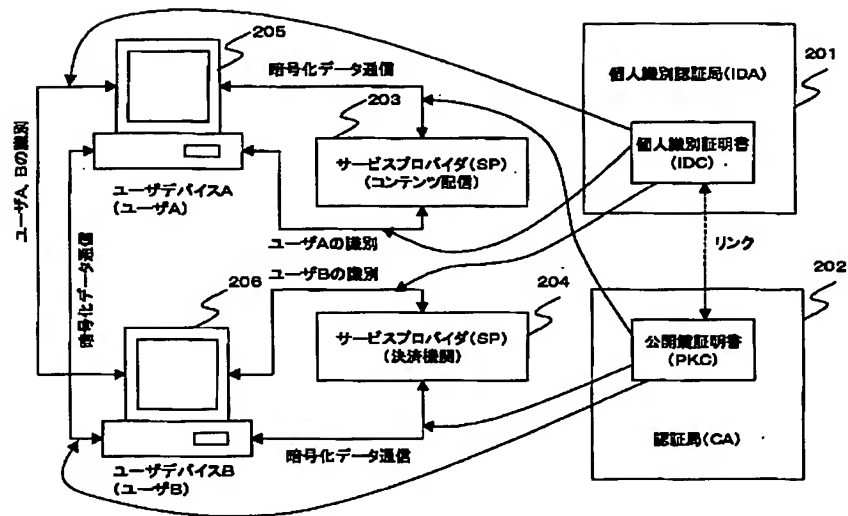 205
暗号化データ通信
203
サービスプロバイダ(SP)
(コンテンツ配信)
ユーザA, Bの識別
ユーザデバイスA
(ユーザA)
暗号化データ通信
ユーザAの識別
ユーザBの識別
206
204
サービスプロバイダ(SP)
(決済機関)
暗号化データ通信
ユーザデバイスB
(ユーザB)
個人識別認証局(IDA)
201
個人識別証明書
(IDC)
リンク
202
公開鍵証明書
(PKC)
認証局(CA)